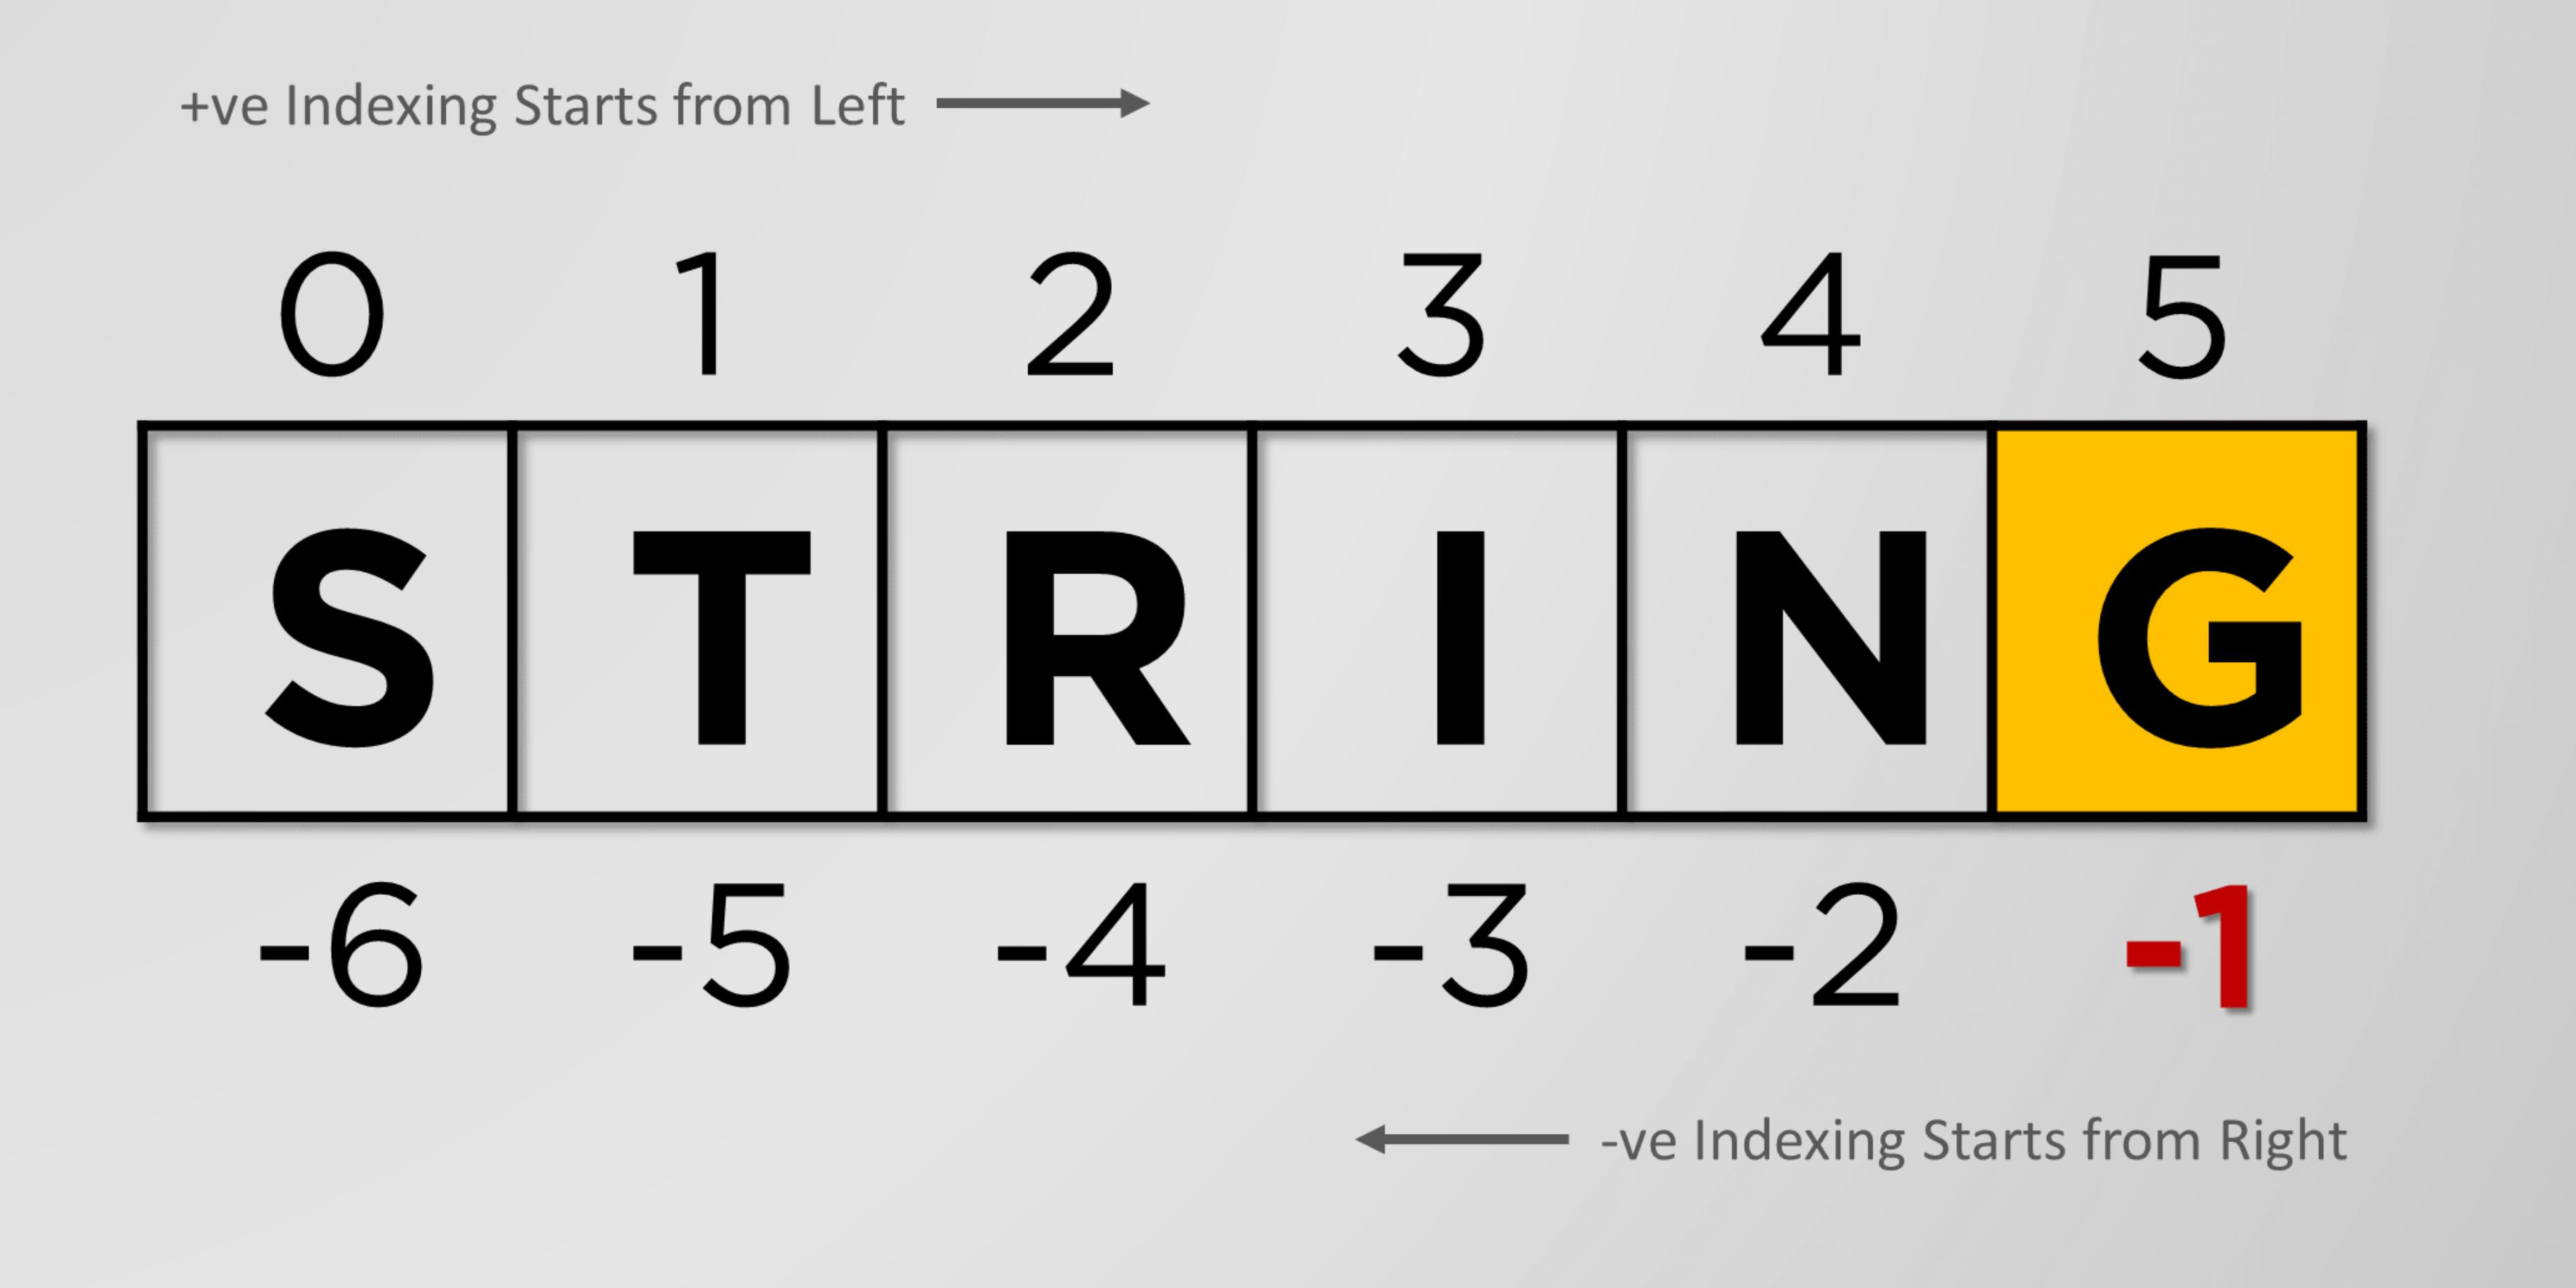 +ve Indexing Starts from Left
0 1 2 3 4 5
S T R I N G
-6 -5 -4 -3 -2 -1
-ve Indexing Starts from Right